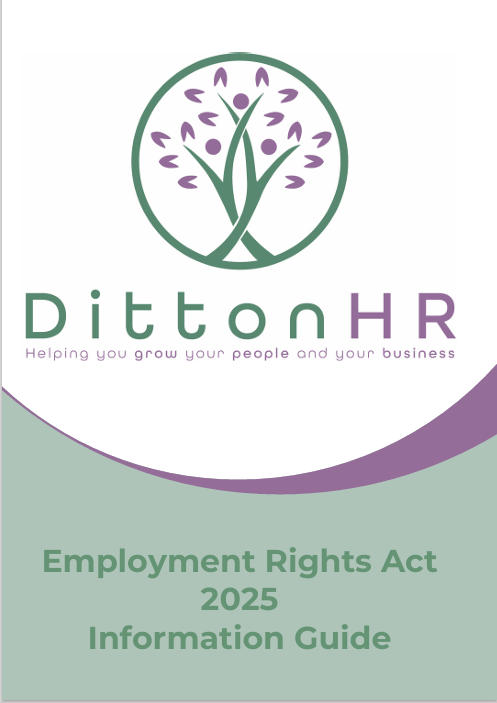 DittonHR
Helping you grow your people and your business
Employment Rights Act
2025
Information Guide